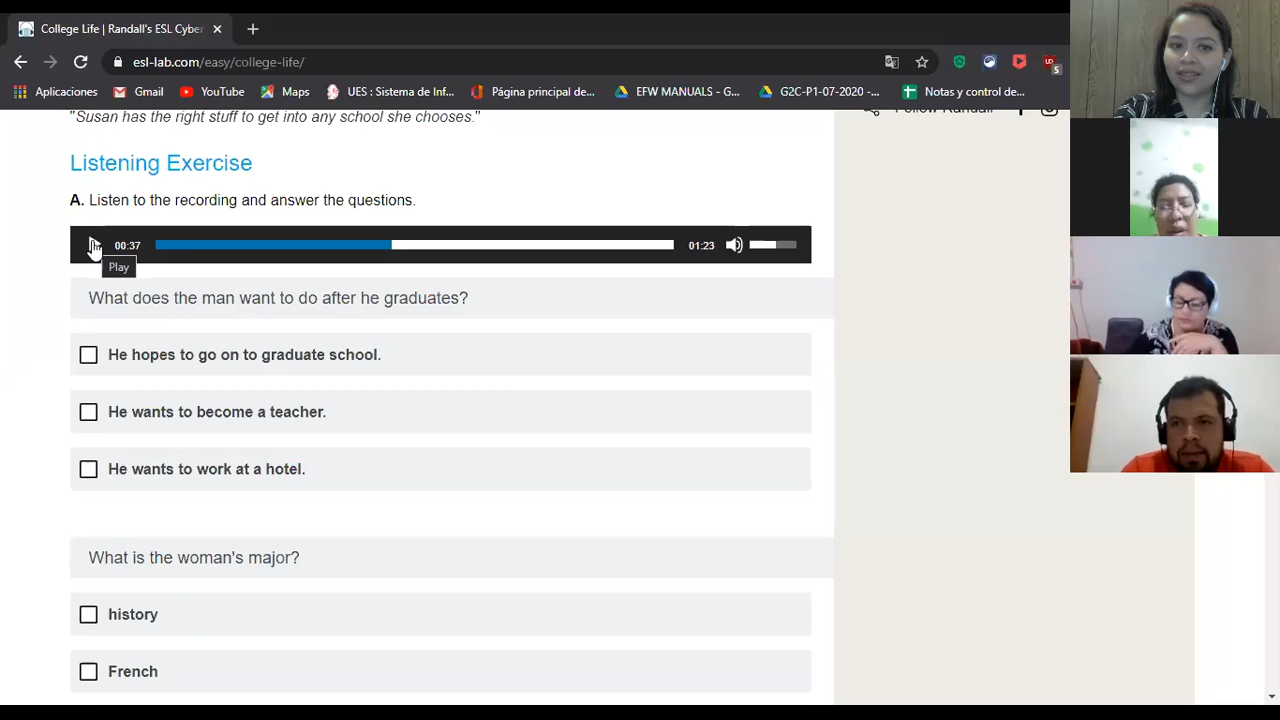 College Life | Randall's ESL Cyber
esl-lab.com/easy/college-life/
5
Aplicaciones
Gmail
YouTube
Maps
UES : Sistema de Inf...
Página principal de...
EFW MANUALS - G...
G2C-P1-07-2020 -...
Notas y control de...
"Susan has the right stuff to get into any school she chooses."
Follow Randall
Listening Exercise
A. Listen to the recording and answer the questions.
00:37
01:23
Play
What does the man want to do after he graduates?
He hopes to go on to graduate school.
He wants to become a teacher.
He wants to work at a hotel.
What is the woman's major?
history
French